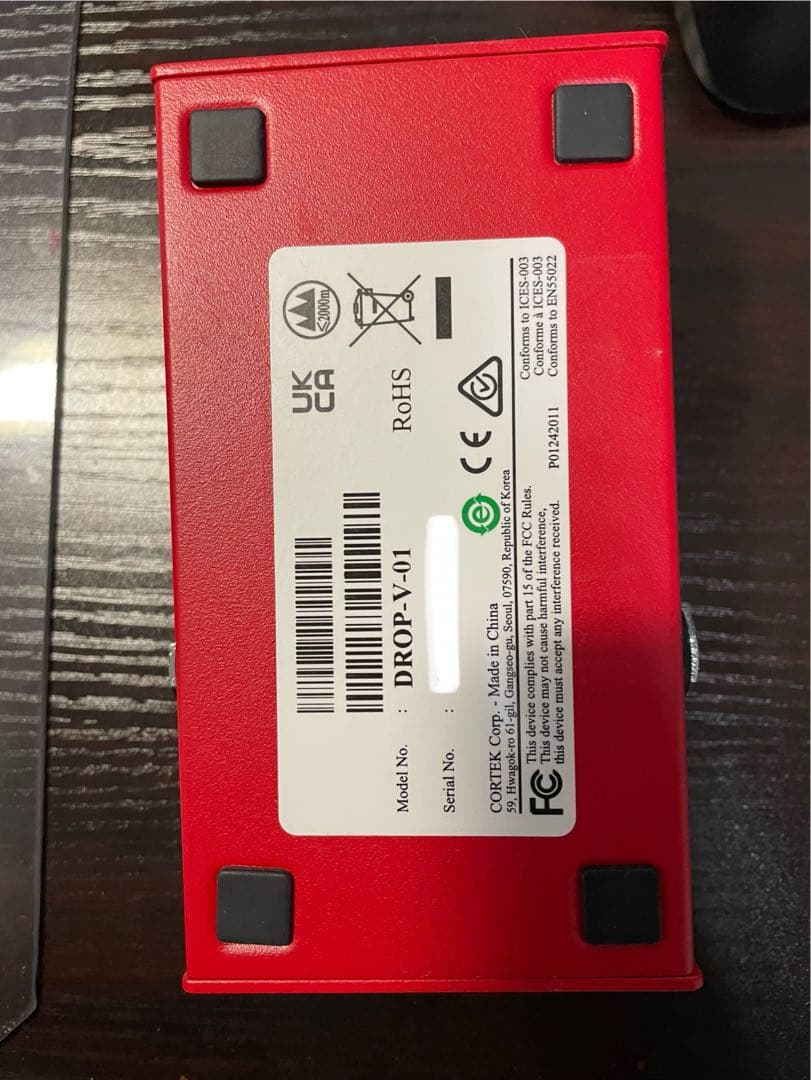 UK
CA
≤2000m
Model No. : DROP-V-01
RoHS
Serial No. :
CE
CORTEK Corp. - Made in China
59, Hwagok-ro 61-gil, Gangseo-gu, Seoul, 07590, Republic of Korea
FC
This device complies with part 15 of the FCC Rules.
This device may not cause harmful interference,
this device must accept any interference received.
P01242011
Conforms to ICES-003
Conforme à ICES-003
Conforms to EN55022